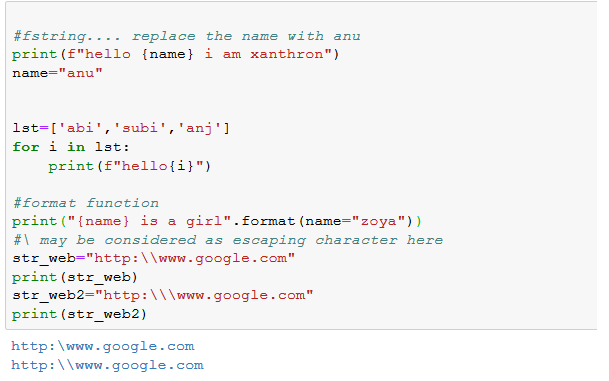 #fstring.... replace the name with anu
print(f"hello {name} i am xanthron")
name="anu"
lst=['abi','subi','anj']
for i in lst:
    print(f"hello{i}")
#format function
print("{name} is a girl".format(name="zoya"))
#\ may be considered as escaping character here
str_web="http:\\www.google.com"
print(str_web)
str_web2="http:\\\www.google.com"
print(str_web2)
http:\www.google.com
http:\\www.google.com